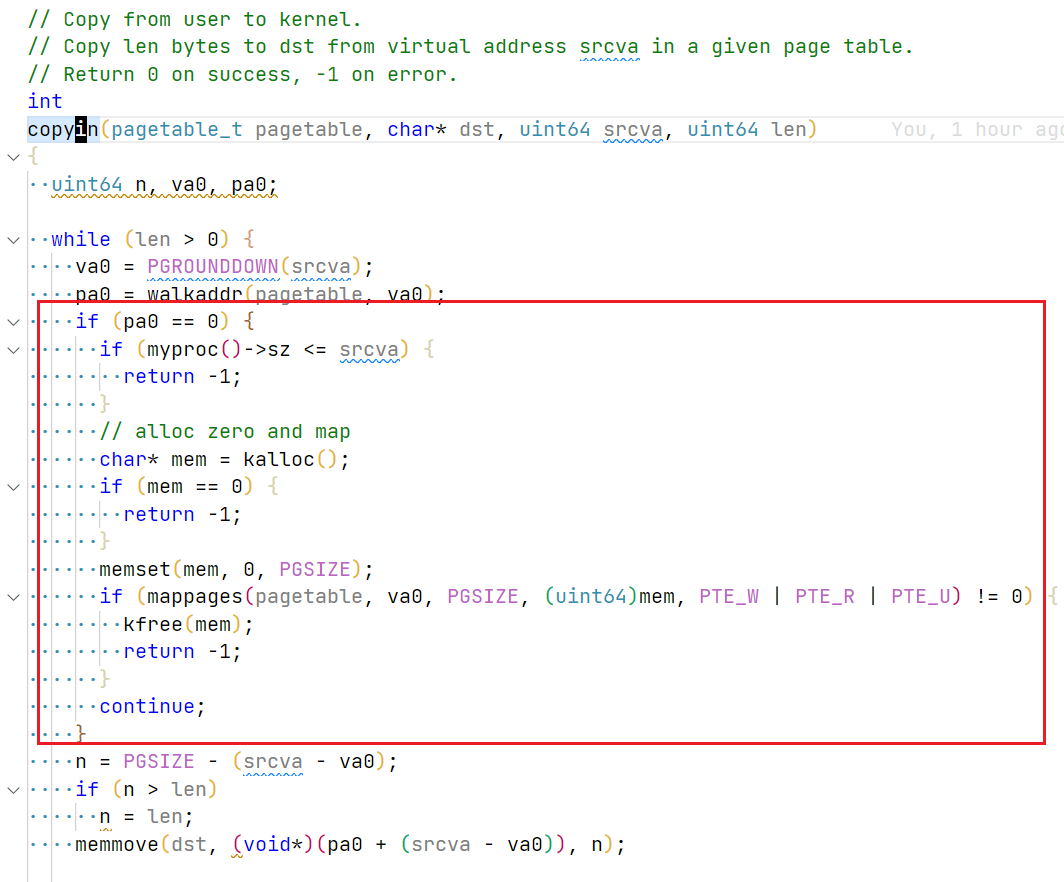 // Copy from user to kernel.
// Copy len bytes to dst from virtual address srcva in a given page table.
// Return 0 on success, -1 on error.
int
copyin(pagetable_t pagetable, char* dst, uint64 srcva, uint64 len) You, 1 hour ago
{
uint64 n, va0, pa0;
while (len > 0) {
va0 = PGROUNDDOWN(srcva);
pa0 = walkaddr(pagetable, va0);
if (pa0 == 0) {
if (myproc()->sz <= srcva) {
return -1;
}
// alloc zero and map
char* mem = kalloc();
if (mem == 0) {
return -1;
}
memset(mem, 0, PGSIZE);
if (mappages(pagetable, va0, PGSIZE, (uint64)mem, PTE_W | PTE_R | PTE_U) != 0) {
kfree(mem);
return -1;
}
continue;
}
n = PGSIZE - (srcva - va0);
if (n > len)
n = len;
memmove(dst, (void*)(pa0 + (srcva - va0)), n);